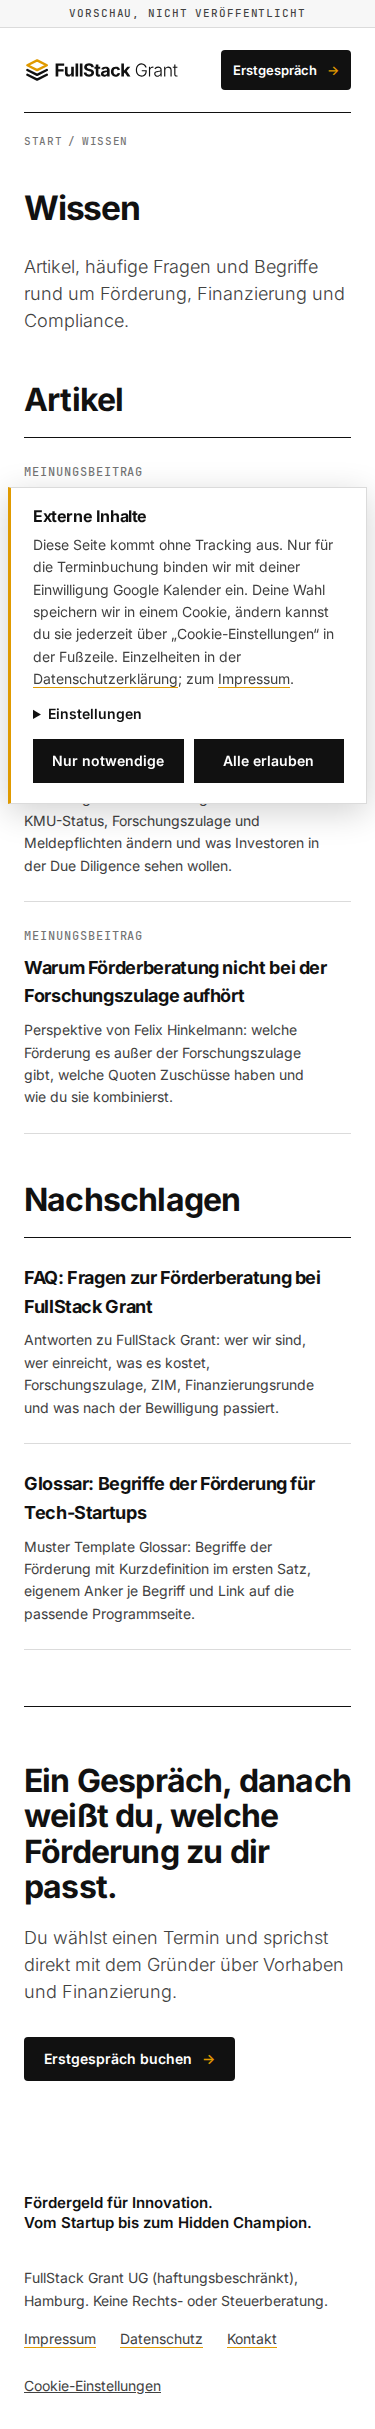 VORSCHAU, NICHT VERÖFFENTLICHT
FullStack Grant
Erstgespräch →
START / WISSEN
Wissen
Artikel, häufige Fragen und Begriffe
rund um Förderung, Finanzierung und
Compliance.
Artikel
MEINUNGSBEITRAG
Externe Inhalte
Diese Seite kommt ohne Tracking aus. Nur für
die Terminbuchung binden wir mit deiner
Einwilligung Google Kalender ein. Deine Wahl
speichern wir in einem Cookie, ändern kannst
du sie jederzeit über „Cookie-Einstellungen“ in
der Fußzeile. Einzelheiten in der
Datenschutzerklärung; zum Impressum.
▶ Einstellungen
Nur notwendige
Alle erlauben
KMU-Status, Forschungszulage und
Meldepflichten ändern und was Investoren in
der Due Diligence sehen wollen.
MEINUNGSBEITRAG
Warum Förderberatung nicht bei der
Forschungszulage aufhört
Perspektive von Felix Hinkelmann: welche
Förderung es außer der Forschungszulage
gibt, welche Quoten Zuschüsse haben und
wie du sie kombinierst.
Nachschlagen
FAQ: Fragen zur Förderberatung bei
FullStack Grant
Antworten zu FullStack Grant: wer wir sind,
wer einreicht, was es kostet,
Forschungszulage, ZIM, Finanzierungsrunde
und was nach der Bewilligung passiert.
Glossar: Begriffe der Förderung für
Tech-Startups
Muster Template Glossar: Begriffe der
Förderung mit Kurzdefinition im ersten Satz,
eigenem Anker je Begriff und Link auf die
passende Programmseite.
Ein Gespräch, danach
weißt du, welche
Förderung zu dir
passt.
Du wählst einen Termin und sprichst
direkt mit dem Gründer über Vorhaben
und Finanzierung.
Erstgespräch buchen →
Fördergeld für Innovation.
Vom Startup bis zum Hidden Champion.
FullStack Grant UG (haftungsbeschränkt),
Hamburg. Keine Rechts- oder Steuerberatung.
Impressum Datenschutz Kontakt
Cookie-Einstellungen